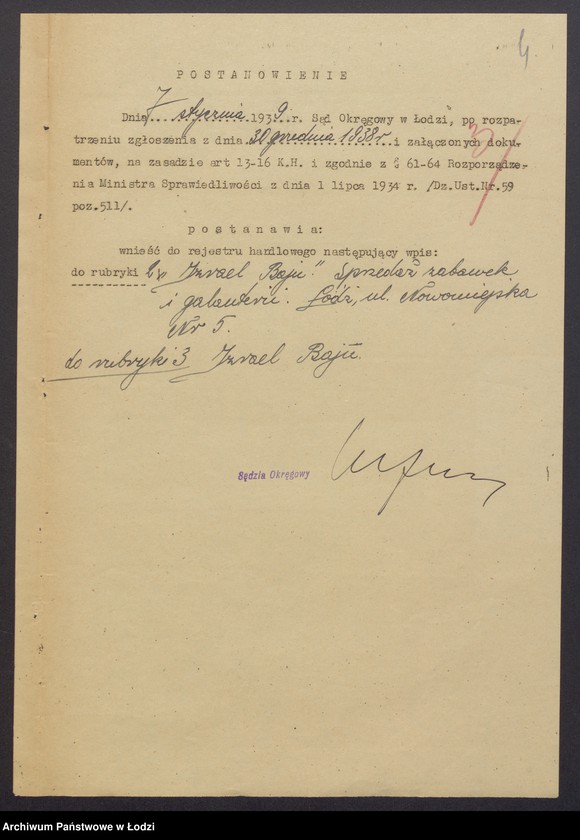 4
POSTANOWIENIE
Dnia 7 stycznia 1939 r. Sąd Okręgowy w Łodzi, po rozpa-
trzeniu zgłoszenia z dnia 30 grudnia 1938 r i załączonych doku-
mentów, na zasadzie art 13-16 K.H. i zgodnie z § 61-64 Rozporządze-
nia Ministra Sprawiedliwości z dnia 1 lipca 1934 r. /Dz.Ust.Nr.59
poz.511/.
postanawia:
wnieść do rejestru handlowego następujący wpis:
do rubryki 2 „Izrael Bajn." Sprzedaż zabawek
i galanterii. Łódź, ul. Nowomiejska
Nr 5.
do rubryki 3 Izrael Bajn.
Sędzia Okręgowy
Archiwum Państwowe w Łodzi